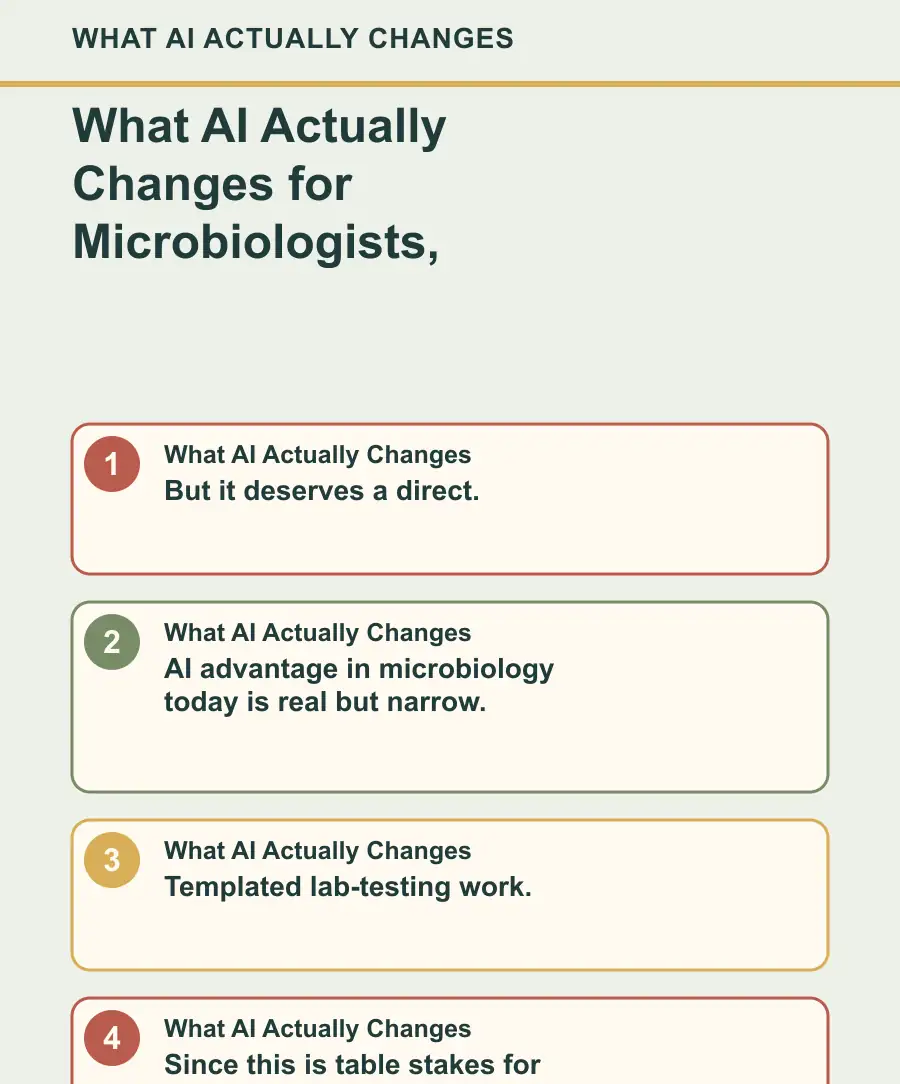 WHAT AI ACTUALLY CHANGES
What AI Actually
Changes for
Microbiologists,
1
What AI Actually Changes
But it deserves a direct.
2
What AI Actually Changes
AI advantage in microbiology
today is real but narrow.
3
What AI Actually Changes
Templated lab-testing work.
4
What AI Actually Changes
Since this is table stakes for